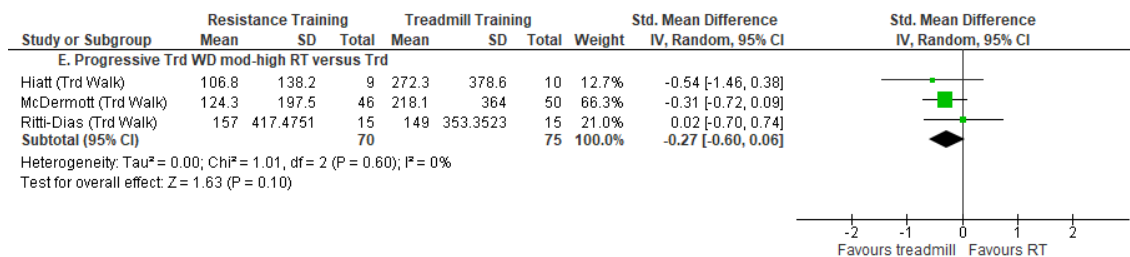 Resistance Training Treadmill Training Std. Mean Difference Std. Mean Difference
Study or Subgroup Mean SD Total Mean SD Total Weight IV, Random, 95% CI IV, Random, 95% CI
E. Progressive Trd WD mod-high RT versus Trd
Hiatt (Trd Walk) 106.8 138.2 9 272.3 378.6 10 12.7% -0.54 [-1.46, 0.38]
McDermott (Trd Walk) 124.3 197.5 46 218.1 364 50 66.3% -0.31 [-0.72, 0.09]
Ritti-Dias (Trd Walk) 157 417.4751 15 149 353.3523 15 21.0% 0.02 [-0.70, 0.74]
Subtotal (95% CI) 70 75 100.0% -0.27 [-0.60, 0.06]
Heterogeneity: Tau² = 0.00; Chi² = 1.01, df = 2 (P = 0.60); I² = 0%
Test for overall effect: Z = 1.63 (P = 0.10)
-2 -1 0 1 2
Favours treadmill Favours RT